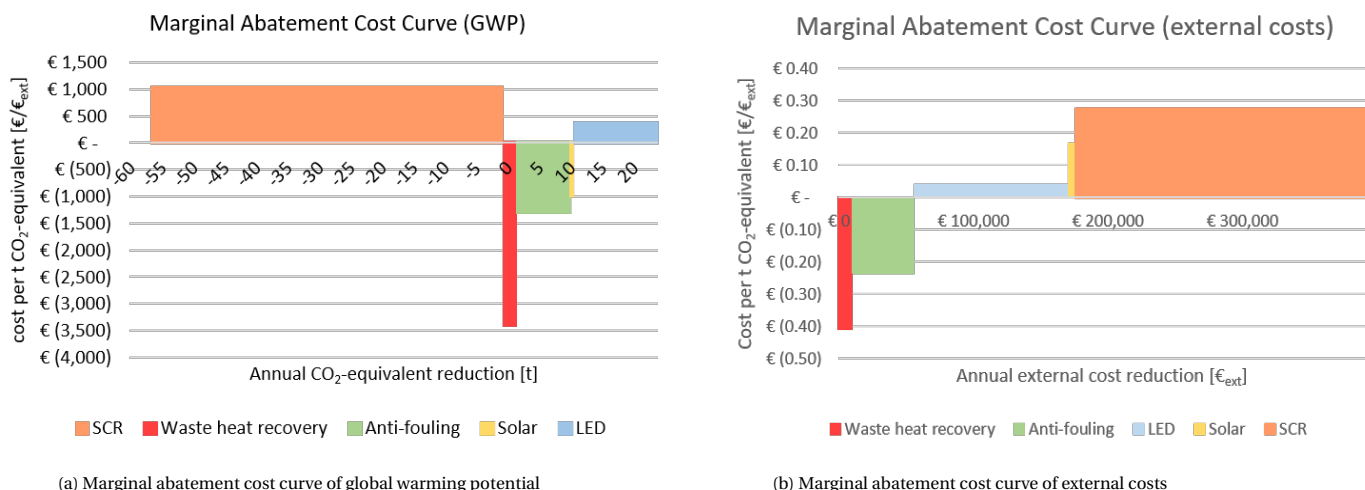 Marginal Abatement Cost Curve (GWP)
cost per t CO₂-equivalent [€/€ext]
€ 1,500
€ 1,000
€ 500
€ -
€ (500)
€ (1,000)
€ (1,500)
€ (2,000)
€ (2,500)
€ (3,000)
€ (3,500)
€ (4,000)
-60 -55 -50 -45 -40 -35 -30 -25 -20 -15 -10 -5 0 5 10 15 20
Annual CO₂-equivalent reduction [t]
SCR Waste heat recovery Anti-fouling Solar LED
(a) Marginal abatement cost curve of global warming potential
Marginal Abatement Cost Curve (external costs)
Cost per t CO₂-equivalent [€/€ext]
€ 0.40
€ 0.30
€ 0.20
€ 0.10
€ -
€ (0.10)
€ (0.20)
€ (0.30)
€ (0.40)
€ (0.50)
€ 0 € 100,000 € 200,000 € 300,000
Annual external cost reduction [€ext]
Waste heat recovery Anti-fouling LED Solar SCR
(b) Marginal abatement cost curve of external costs